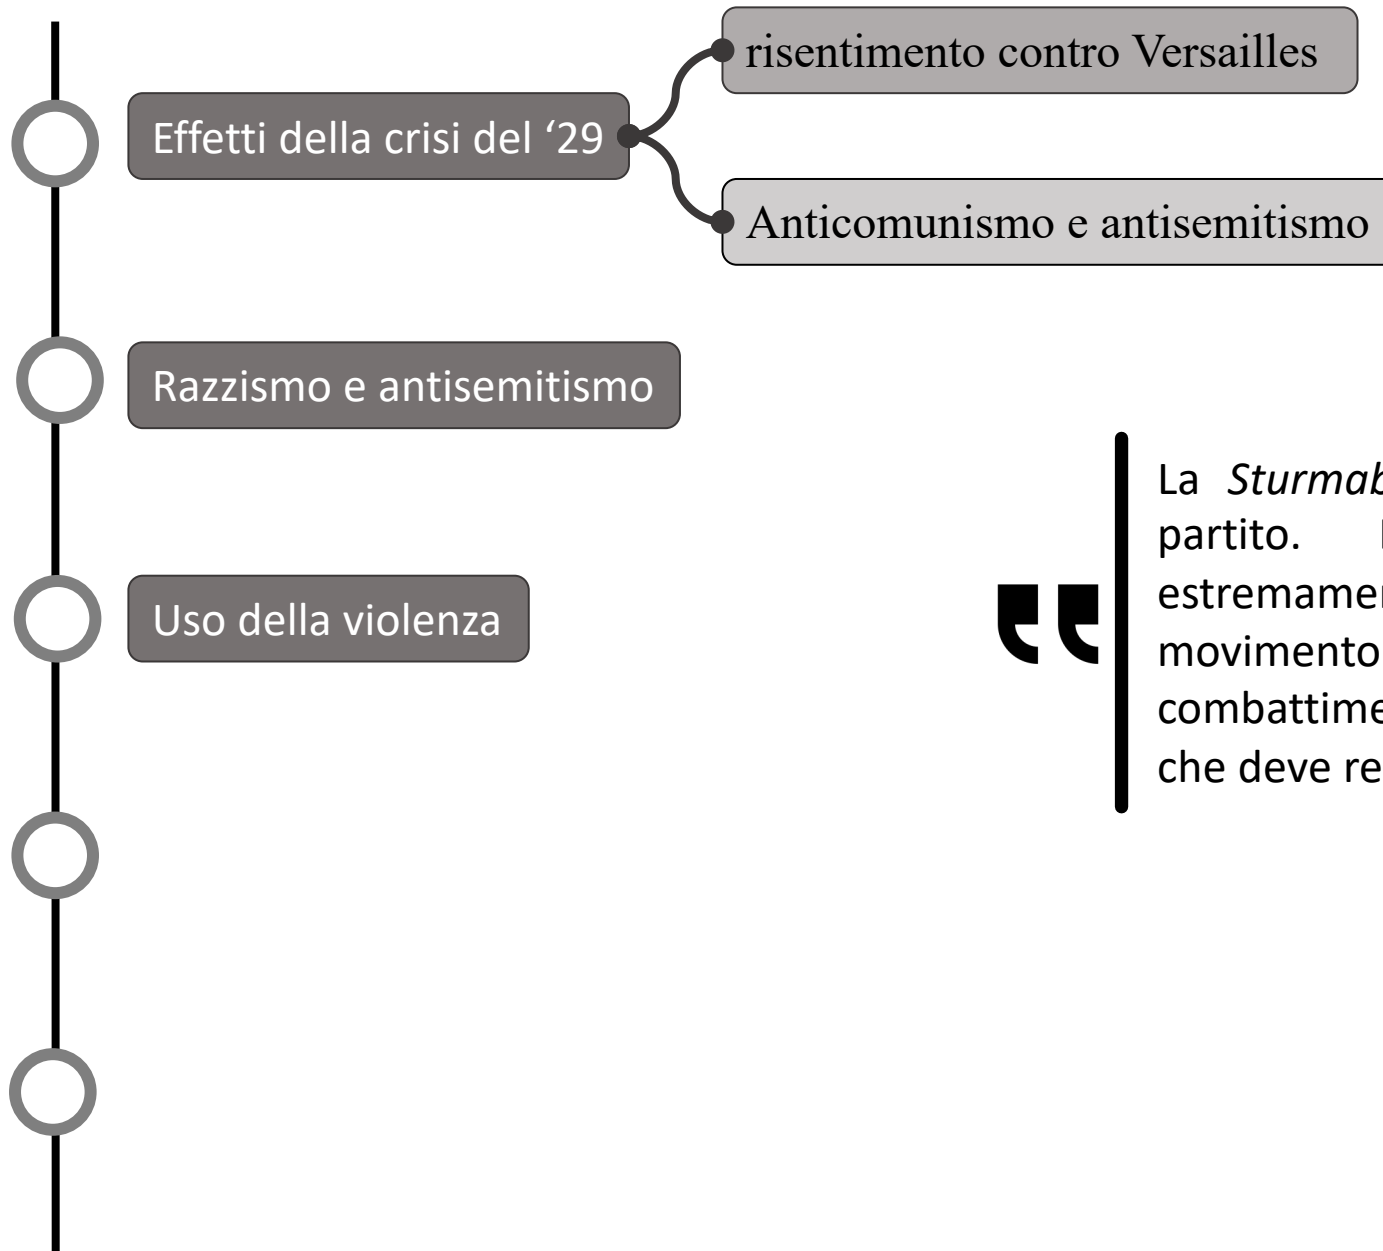 risentimento contro Versailles
Effetti della crisi del ‘29
Anticomunismo e antisemitismo
Razzismo e antisemitismo
Uso della violenza
La
partito.
movimento
che deve